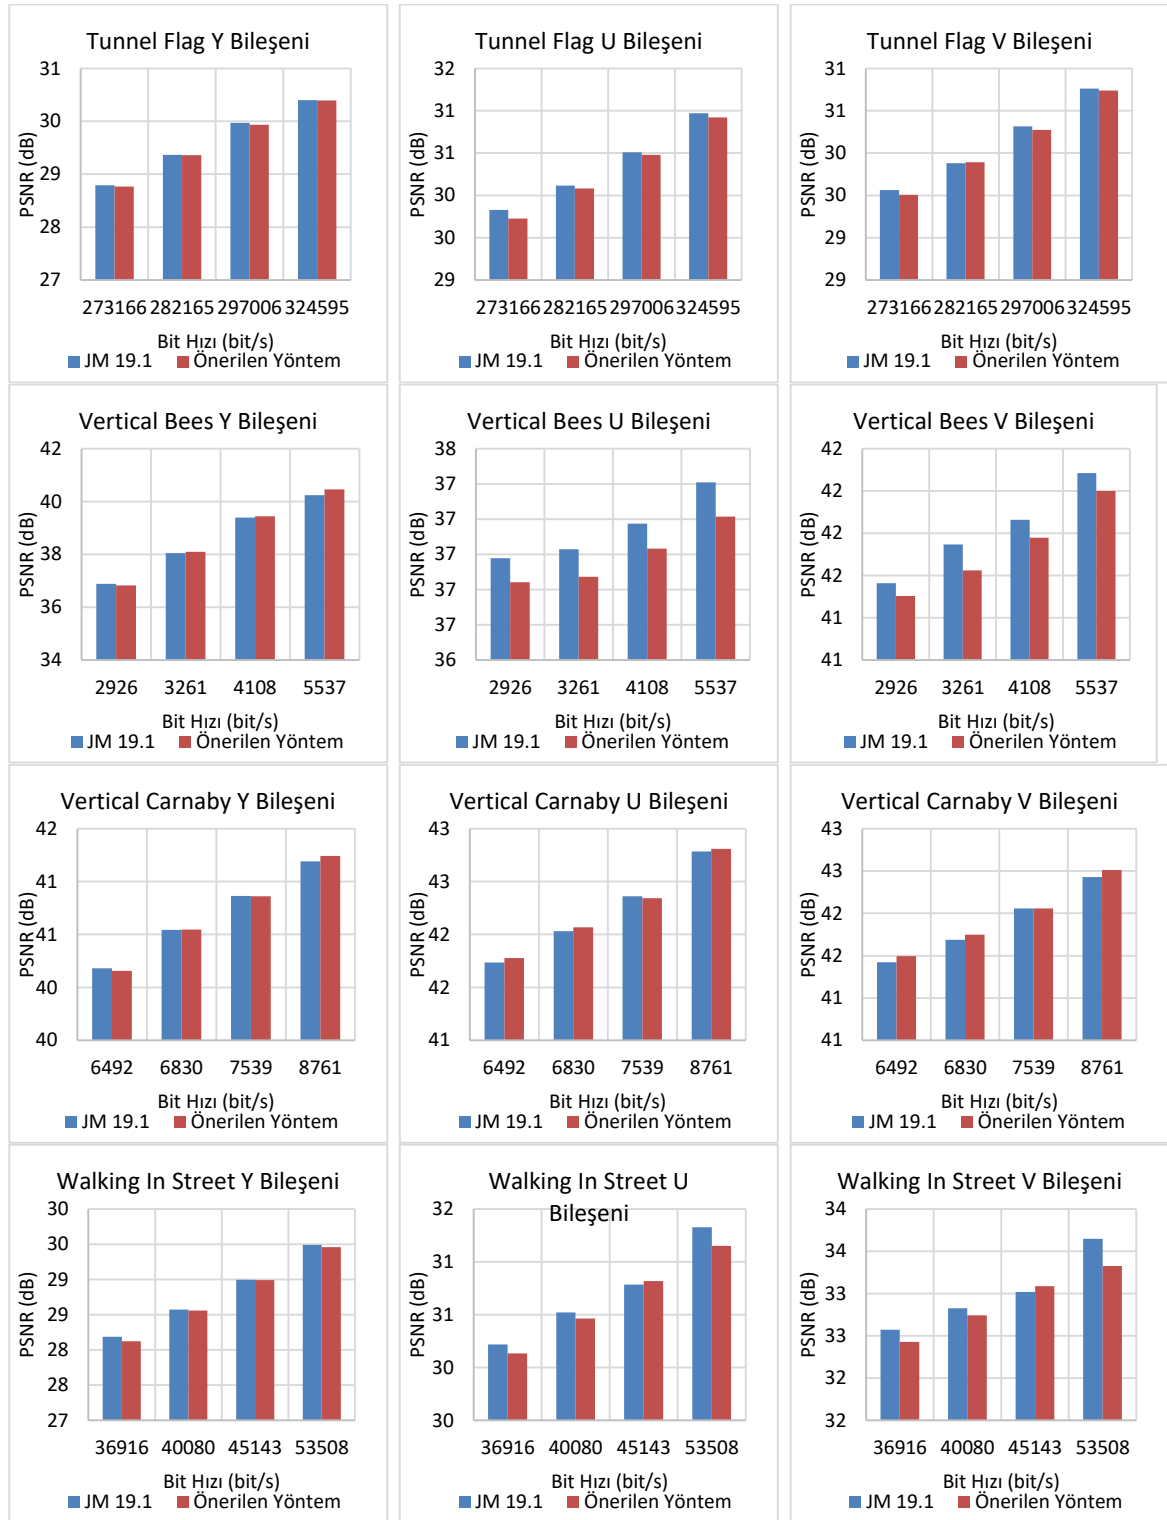 Tunnel Flag Y Bileşeni
31
30
29
28
27
PSNR (dB)
273166 282165 297006 324595
Bit Hızı (bit/s)
JM 19.1 Önerilen Yöntem
Tunnel Flag U Bileşeni
32
31
31
30
30
29
PSNR (dB)
273166 282165 297006 324595
Bit Hızı (bit/s)
JM 19.1 Önerilen Yöntem
Tunnel Flag V Bileşeni
31
31
30
30
29
29
PSNR (dB)
273166 282165 297006 324595
Bit Hızı (bit/s)
JM 19.1 Önerilen Yöntem
Vertical Bees Y Bileşeni
42
40
38
36
34
PSNR (dB)
2926 3261 4108 5537
Bit Hızı (bit/s)
JM 19.1 Önerilen Yöntem
Vertical Bees U Bileşeni
38
37
37
37
37
37
36
PSNR (dB)
2926 3261 4108 5537
Bit Hızı (bit/s)
JM 19.1 Önerilen Yöntem
Vertical Bees V Bileşeni
42
42
42
42
41
41
PSNR (dB)
2926 3261 4108 5537
Bit Hızı (bit/s)
JM 19.1 Önerilen Yöntem
Vertical Carnaby Y Bileşeni
42
41
41
40
40
PSNR (dB)
6492 6830 7539 8761
Bit Hızı (bit/s)
JM 19.1 Önerilen Yöntem
Vertical Carnaby U Bileşeni
43
43
42
42
41
PSNR (dB)
6492 6830 7539 8761
Bit Hızı (bit/s)
JM 19.1 Önerilen Yöntem
Vertical Carnaby V Bileşeni
43
43
42
42
41
41
PSNR (dB)
6492 6830 7539 8761
Bit Hızı (bit/s)
JM 19.1 Önerilen Yöntem
Walking In Street Y Bileşeni
30
30
29
29
28
28
27
PSNR (dB)
36916 40080 45143 53508
Bit Hızı (bit/s)
JM 19.1 Önerilen Yöntem
Walking In Street U
Bileşeni
32
31
31
30
30
PSNR (dB)
36916 40080 45143 53508
Bit Hızı (bit/s)
JM 19.1 Önerilen Yöntem
Walking In Street V Bileşeni
34
34
33
33
32
32
PSNR (dB)
36916 40080 45143 53508
Bit Hızı (bit/s)
JM 19.1 Önerilen Yöntem